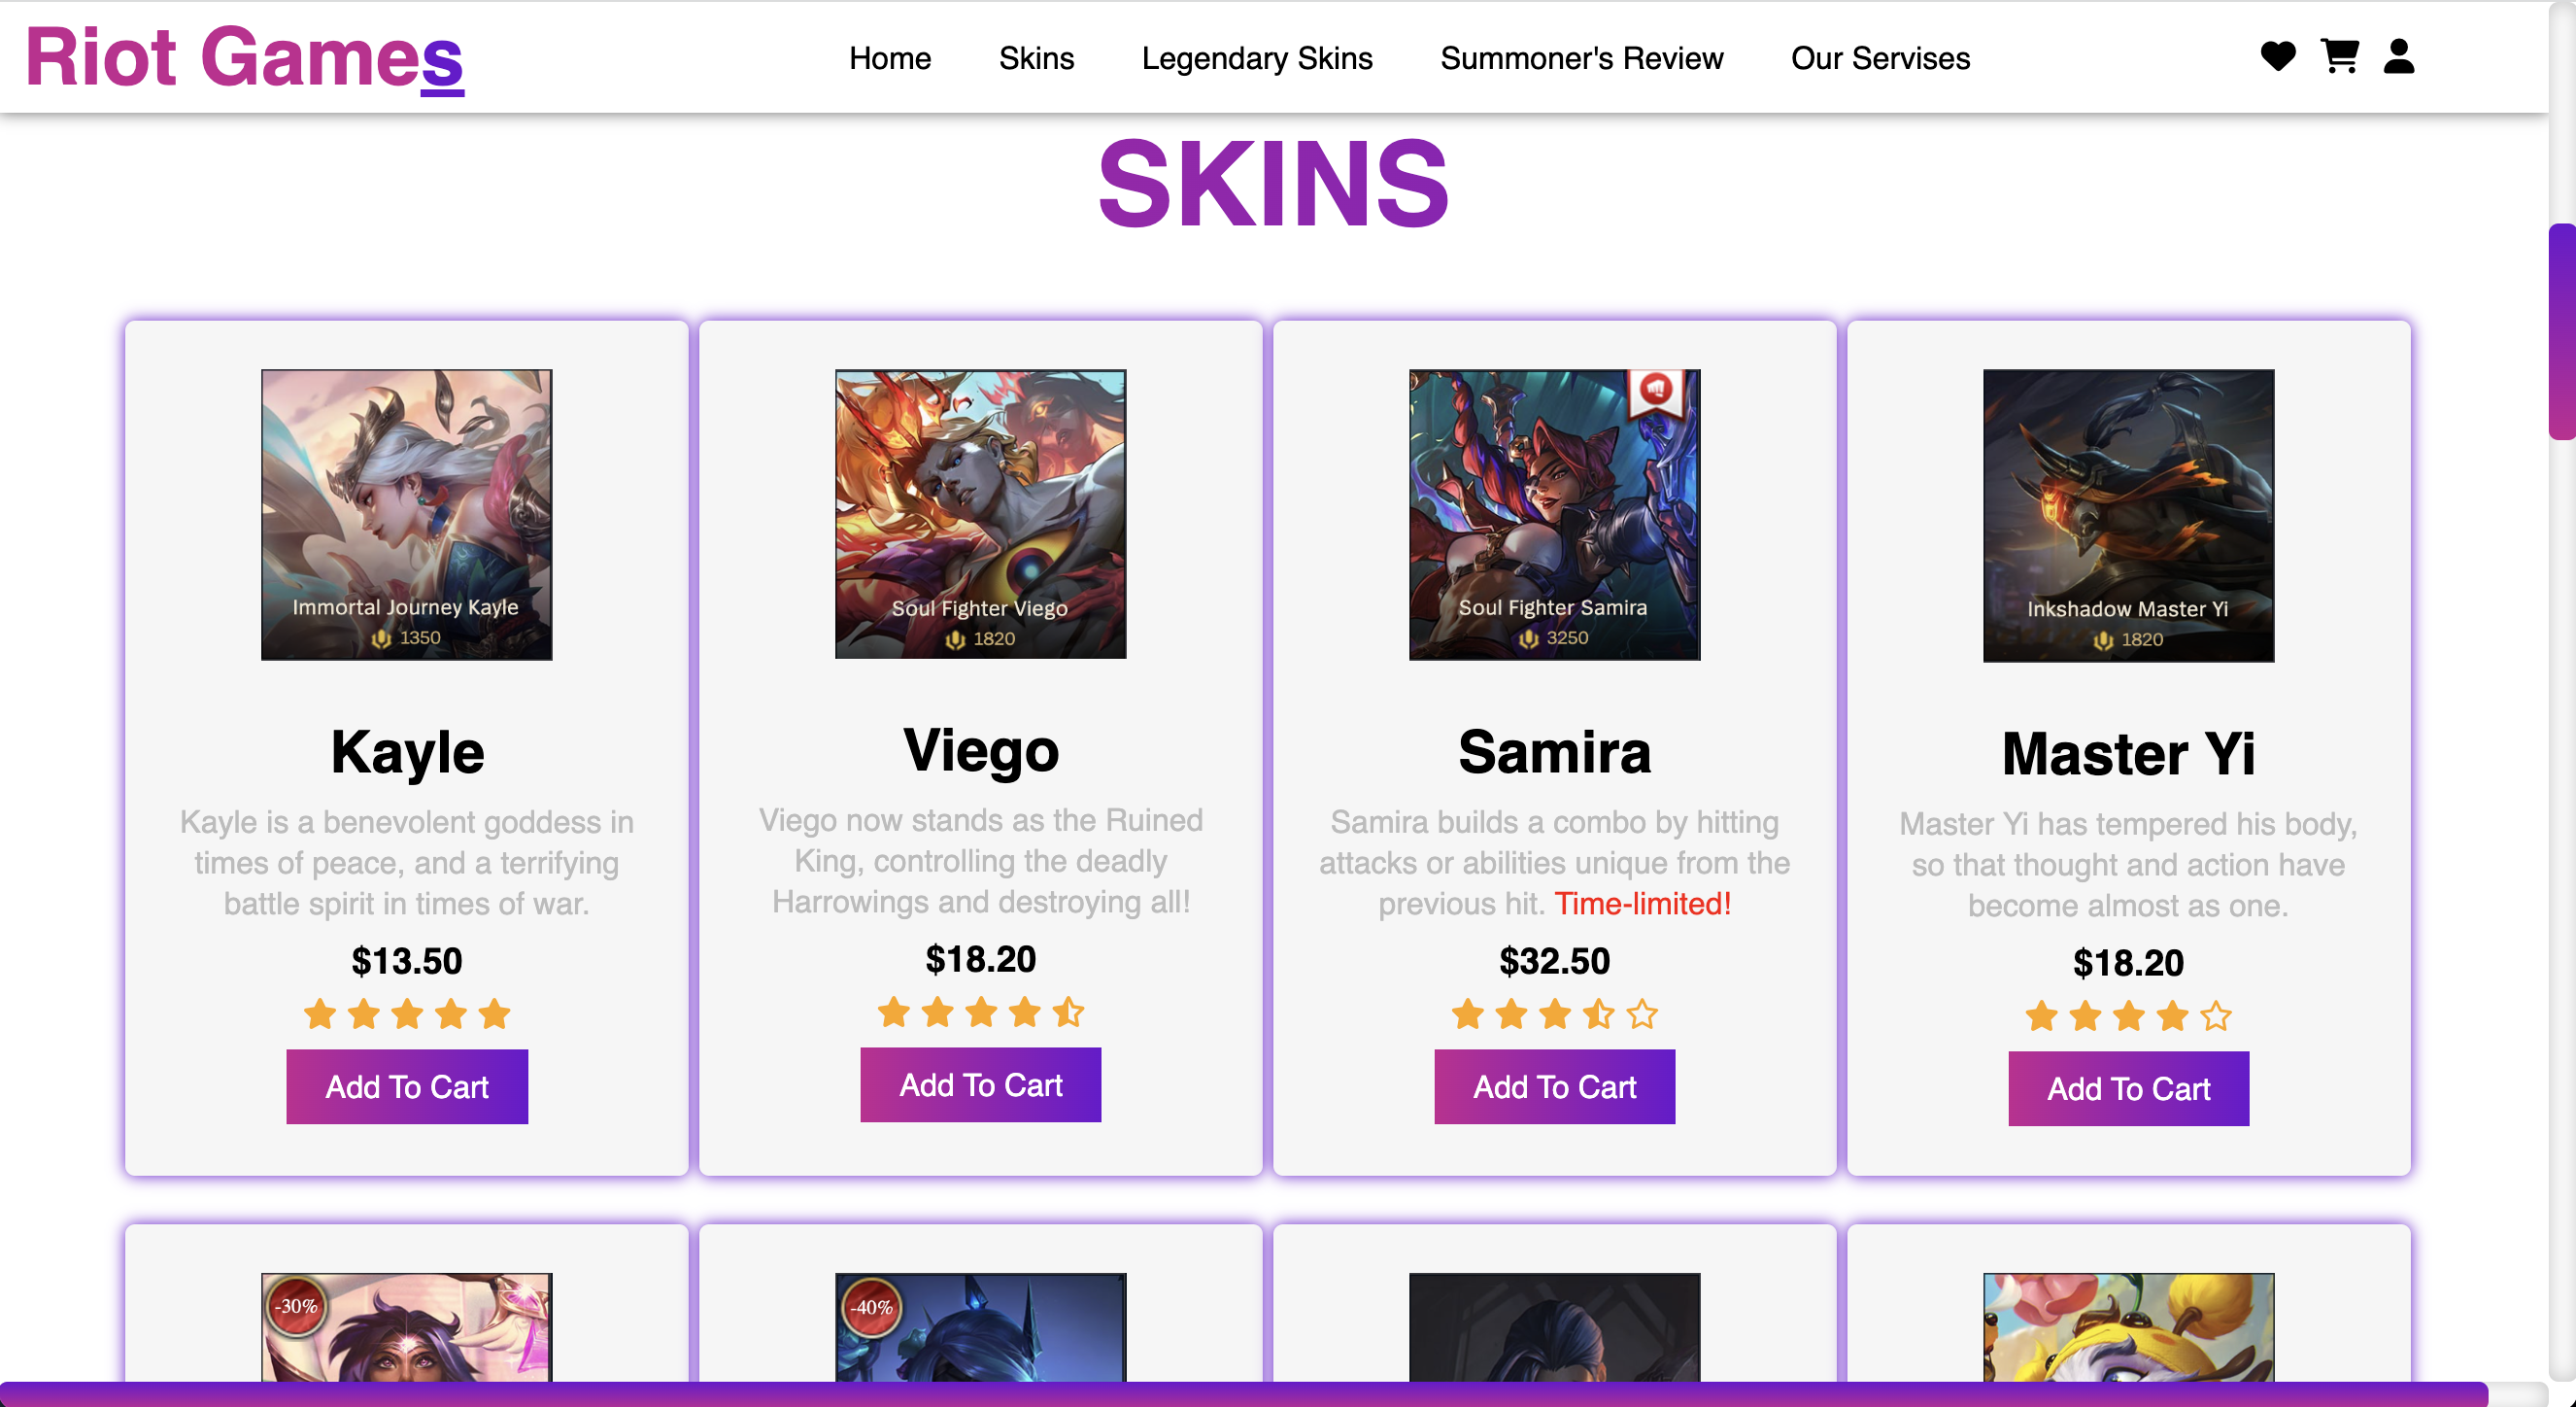 Riot Games
Home Skins Legendary Skins Summoner's Review Our Servises
SKINS
Immortal Journey Kayle
1350
Kayle
Kayle is a benevolent goddess in
times of peace, and a terrifying
battle spirit in times of war.
$13.50
Add To Cart
Soul Fighter Viego
1820
Viego
Viego now stands as the Ruined
King, controlling the deadly
Harrowings and destroying all!
$18.20
Add To Cart
Soul Fighter Samira
3250
Samira
Samira builds a combo by hitting
attacks or abilities unique from the
previous hit. Time-limited!
$32.50
Add To Cart
Inkshadow Master Yi
1820
Master Yi
Master Yi has tempered his body,
so that thought and action have
become almost as one.
$18.20
Add To Cart
-30%
-40%